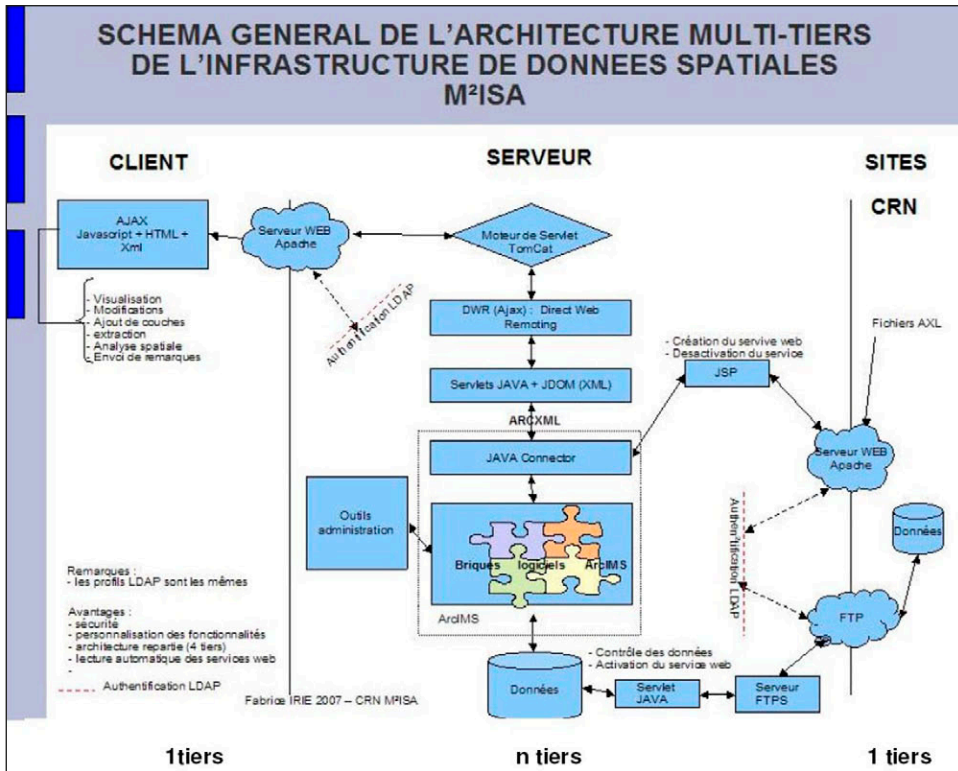 SCHEMA GENERAL DE L'ARCHITECTURE MULTI-TIERS
DE L'INFRASTRUCTURE DE DONNEES SPATIALES
M²ISA
CLIENT
SERVEUR
SITES
CRN
AJAX
Javascript + HTML +
Xml
Serveur WEB
Apache
Moteur de Servlet
TomCat
- Visualisation
- Modifications
- Ajout de couches
- extraction
- Analyse spatiale
- Envoi de remarques
Authentification LDAP
DWR (Ajax) : Direct Web
Remoting
Fichiers AXL
- Création du servive web
- Desactivation du service
JSP
Servlets JAVA + JDOM (XML)
ARCXML
JAVA Connector
Serveur WEB
Apache
Outils
administration
Briques logiciels ArcIMS
ArcIMS
Authentification LDAP
Données
FTP
Remarques :
- les profils LDAP sont les mêmes
Avantages :
- sécurité
- personnalisation des fonctionnalités
- architecture repartie (4 tiers)
- lecture automatique des services web
-
Authentification LDAP
- Contrôle des données
- Activation du service web
Données
Servlet
JAVA
Serveur
FTPS
Fabrice IRIE 2007 – CRN M²ISA
1tiers
n tiers
1 tiers